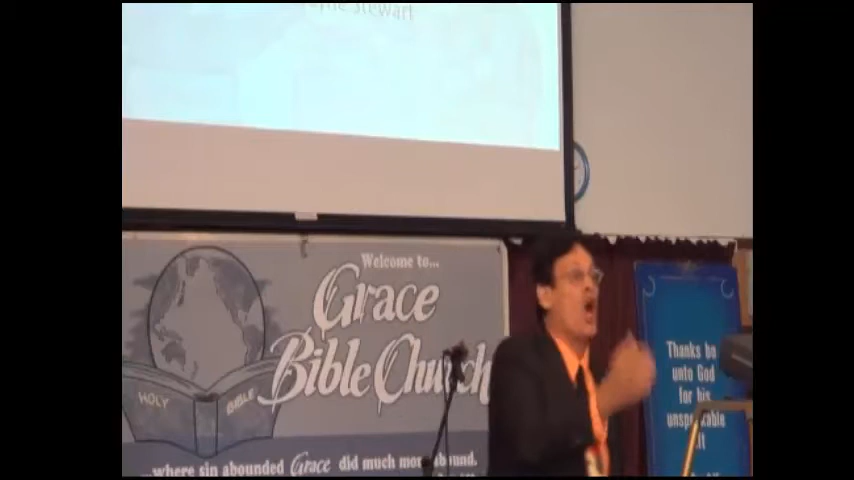 Stewart
Welcome to...
Grace
Bible Church
HOLY
BIBLE
...where sin abounded Grace did much more abound.
Thanks be
unto God
for his
unspeakable